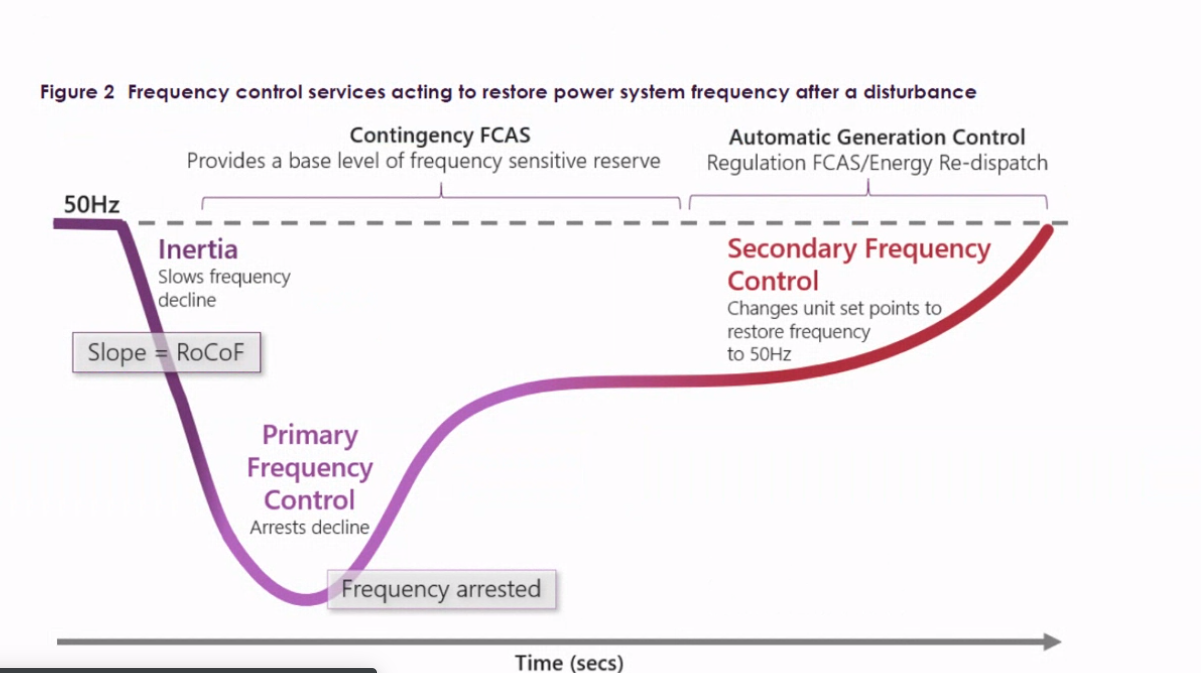 Figure 2 Frequency control services acting to restore power system frequency after a disturbance
Contingency FCAS
Provides a base level of frequency sensitive reserve
Automatic Generation Control
Regulation FCAS/Energy Re-dispatch
50Hz
Inertia
Slows frequency
decline
Slope = RoCoF
Primary
Frequency
Control
Arrests decline
Frequency arrested
Secondary Frequency
Control
Changes unit set points to
restore frequency
to 50Hz
Time (secs)